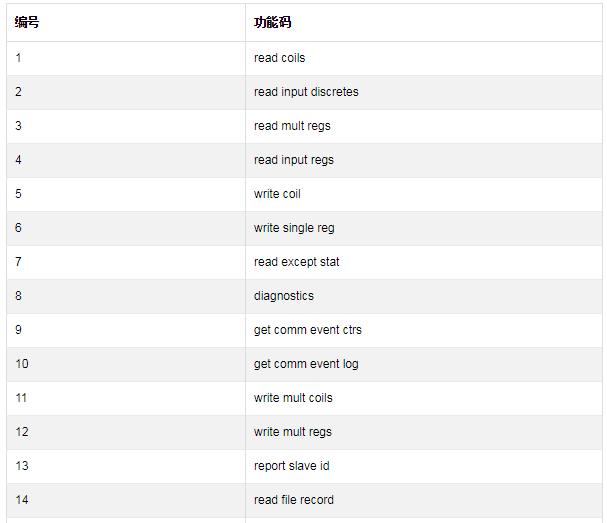 编号 功能码
1 read coils
2 read input discretes
3 read mult regs
4 read input regs
5 write coil
6 write single reg
7 read except stat
8 diagnostics
9 get comm event ctrs
10 get comm event log
11 write mult coils
12 write mult regs
13 report slave id
14 read file record